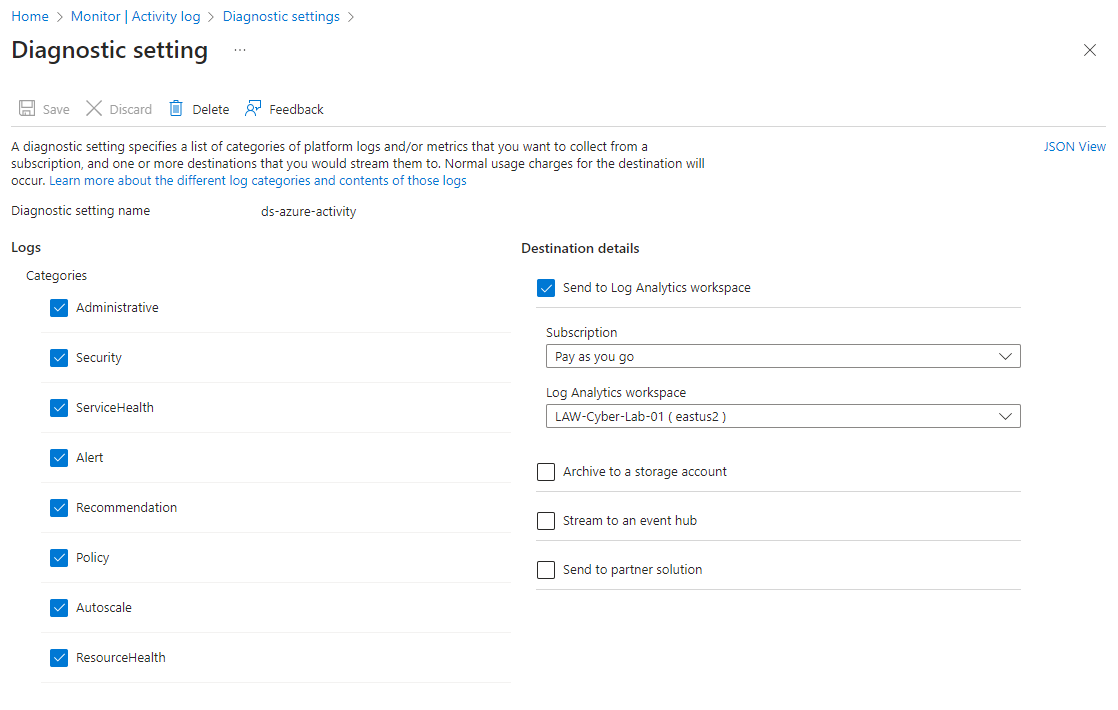 Home > Monitor | Activity log > Diagnostic settings >
Diagnostic setting ...
Save Discard Delete Feedback
A diagnostic setting specifies a list of categories of platform logs and/or metrics that you want to collect from a
subscription, and one or more destinations that you would stream them to. Normal usage charges for the destination will
occur. Learn more about the different log categories and contents of those logs
JSON View
Diagnostic setting name
ds-azure-activity
Logs
Categories
Administrative
Security
ServiceHealth
Alert
Recommendation
Policy
Autoscale
ResourceHealth
Destination details
Send to Log Analytics workspace
Subscription
Pay as you go
Log Analytics workspace
LAW-Cyber-Lab-01 ( eastus2 )
Archive to a storage account
Stream to an event hub
Send to partner solution